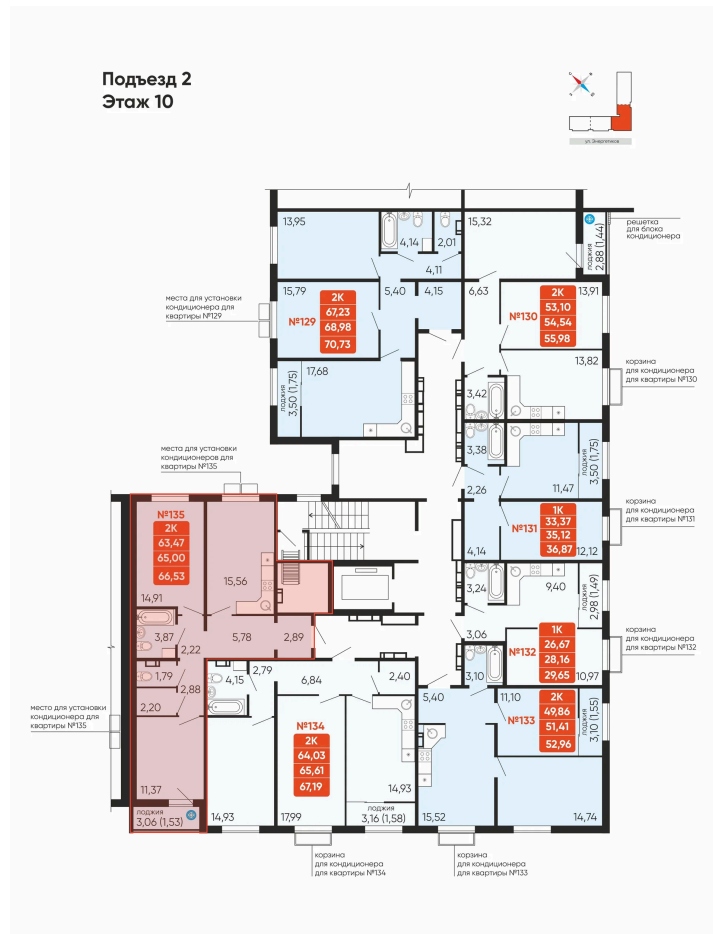 Подъезд 2
Этаж 10
ул. Энергетиков
решетка
для блока
кондиционера
13,95
4,14
2,01
15,32
2,88 (1,44)
лоджия
4,11
15,79
5,40
4,15
6,63
13,91
№129
2К
67,23
68,98
70,73
№130
2К
53,10
54,54
55,98
места для установки
кондиционера для
квартиры №129
17,68
лоджия
3,50 (1,75)
13,82
3,42
корзина
для кондиционера
для квартиры №130
3,38
2,26
11,47
лоджия
3,50 (1,75)
места для установки
кондиционеров для
квартиры №135
№135
2К
63,47
65,00
66,53
14,91
15,56
4,14
№131
1К
33,37
35,12
36,87
12,12
корзина
для кондиционера
для квартиры №131
3,24
9,40
лоджия
2,98 (1,49)
3,87
2,22
5,78
2,89
3,06
№132
1К
26,67
28,16
29,65
10,97
корзина
для кондиционера
для квартиры №132
1,79
2,88
2,20
4,15
2,79
6,84
2,40
3,10
5,40
11,10
№133
2К
49,86
51,41
52,96
лоджия
3,10 (1,55)
место для установки
кондиционера для
квартиры №135
№134
2К
64,03
65,61
67,19
11,37
14,93
лоджия
3,06 (1,53)
14,93
17,99
лоджия
3,16 (1,58)
15,52
14,74
корзина
для кондиционера
для квартиры №134
корзина
для кондиционера
для квартиры №133